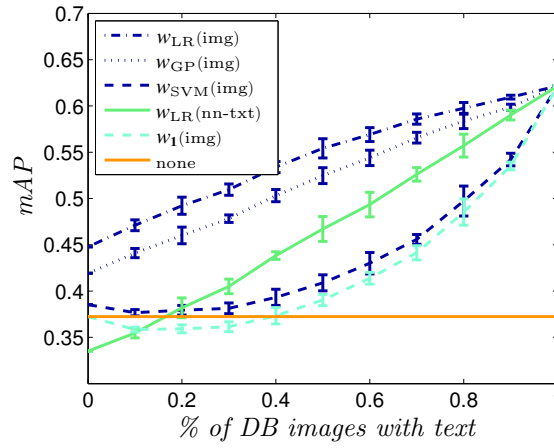 0.7
0.65
0.6
0.55
0.5
0.45
0.4
0.35
mAP
w_LR(img)
w_GP(img)
w_SVM(img)
w_LR(nn-txt)
w_1(img)
none
0 0.2 0.4 0.6 0.8
% of DB images with text